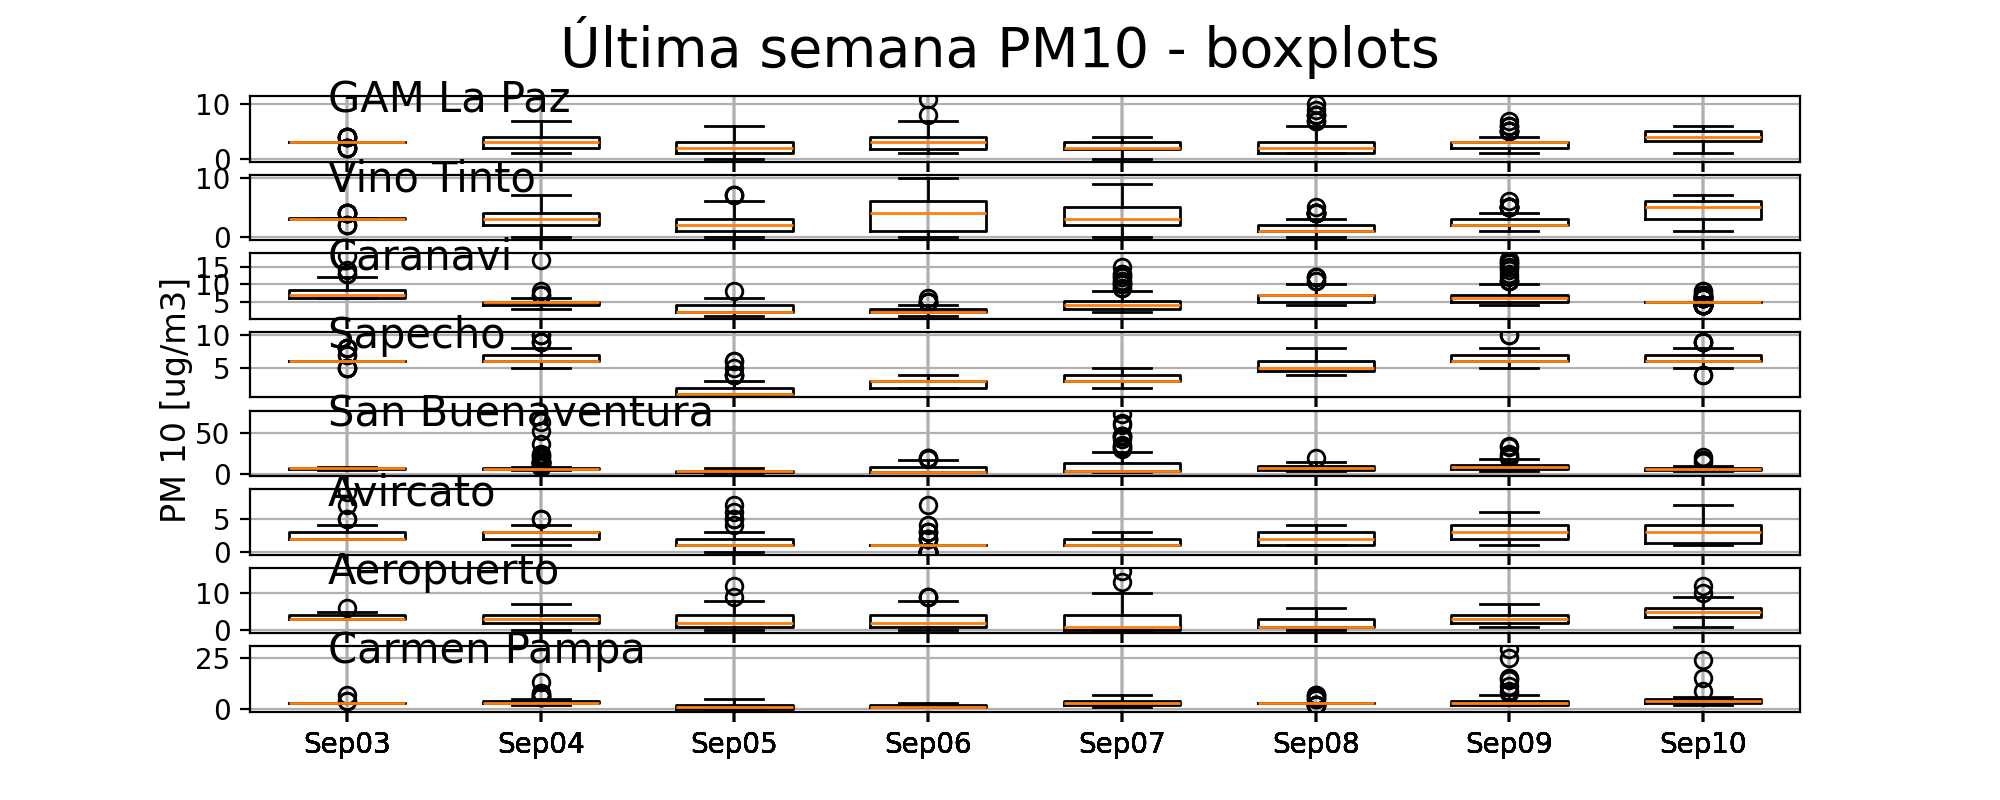 Última semana PM10 - boxplots
GAM La Paz
10
0
Vino Tinto
10
0
Caranavi
15
10
5
Sapecho
10
5
San Buenaventura
50
0
Avircato
5
0
Aeropuerto
10
0
Carmen Pampa
25
0
PM 10 [ug/m3]
Sep03 Sep04 Sep05 Sep06 Sep07 Sep08 Sep09 Sep10